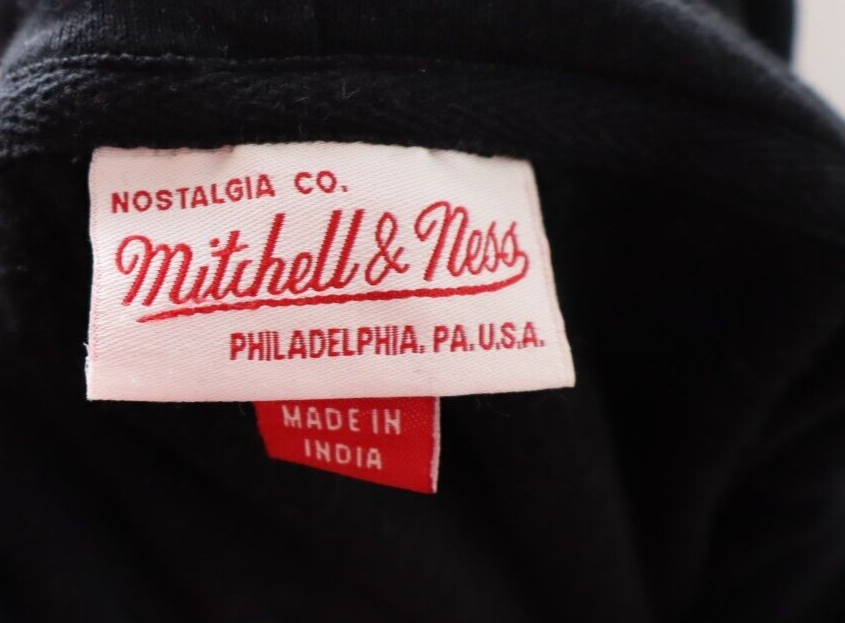 NOSTALGIA CO.
Mitchell & Ness
PHILADELPHIA, PA. U.S.A.
MADE IN
INDIA